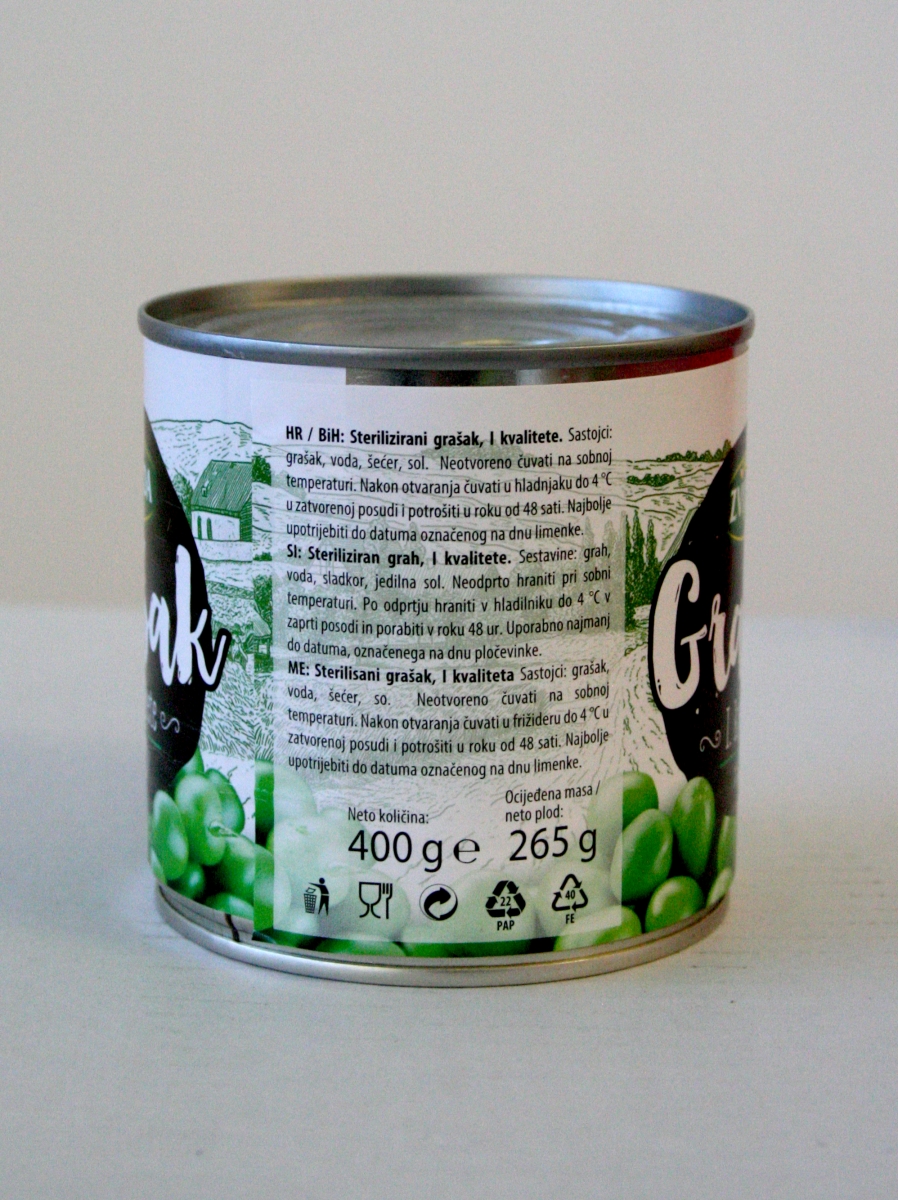 HR / BiH: Sterilizirani grašak, I kvalitete. Sastojci:
grašak, voda, šećer, sol. Neotvoreno čuvati na sobnoj
temperaturi. Nakon otvaranja čuvati u hladnjaku do 4 °C
u zatvorenoj posudi i potrošiti u roku od 48 sati. Najbolje
upotrijebiti do datuma označenog na dnu limenke.
SI: Steriliziran grah, I kvalitete. Sestavine: grah,
voda, sladkor, jedilna sol. Neodprto hraniti pri sobni
temperaturi. Po odprtju hraniti v hladilniku do 4 °C v
zaprti posodi in porabiti v roku 48 ur. Uporabno najmanj
do datuma, označenega na dnu pločevinke.
ME: Sterilisani grašak, I kvaliteta Sastojci: grašak,
voda, šećer, so. Neotvoreno čuvati na sobnoj
temperaturi. Nakon otvaranja čuvati u frižideru do 4 °C u
zatvorenoj posudi i potrošiti u roku od 48 sati. Najbolje
upotrijebiti do datuma označenog na dnu limenke.
Neto količina:
400 g ℮
Ocijeđena masa /
neto plod:
265 g
22
PAP
40
FE
ak
Gra